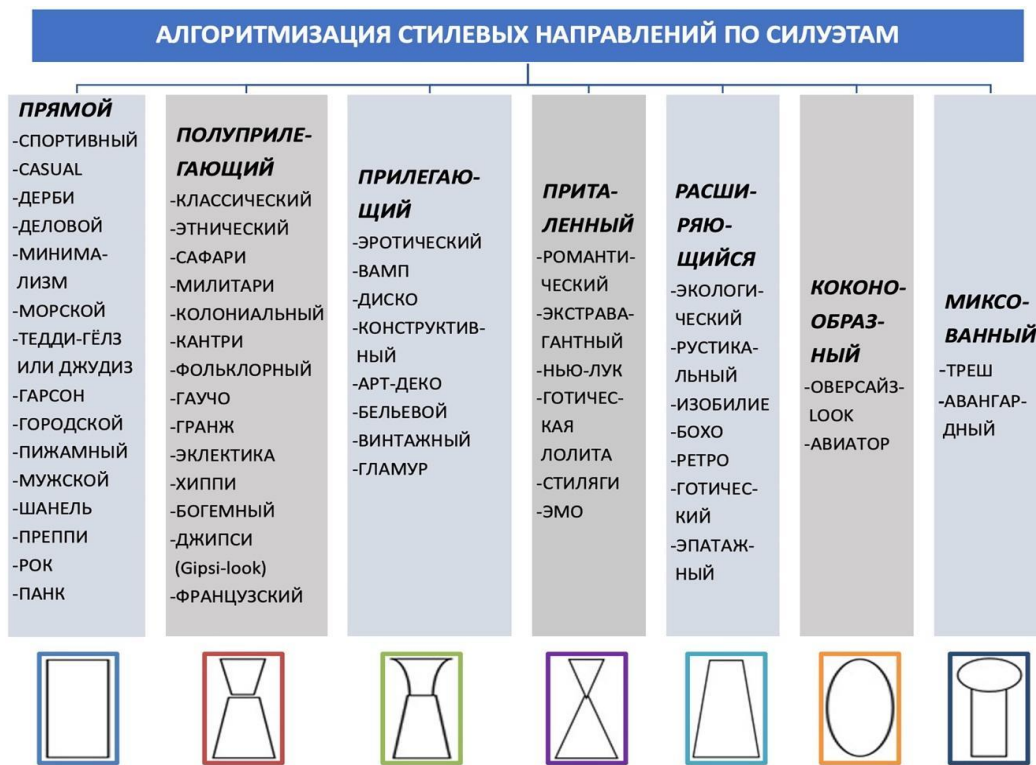 АЛГОРИТМИЗАЦИЯ СТИЛЕВЫХ НАПРАВЛЕНИЙ ПО СИЛУЭТАМ
ПРЯМОЙ
-СПОРТИВНЫЙ
-CASUAL
-ДЕРБИ
-ДЕЛОВОЙ
-МИНИМА-
ЛИЗМ
-МОРСКОЙ
-ТЕДДИ-ГЁЛЗ
ИЛИ ДЖУДИЗ
-ГАРСОН
-ГОРОДСКОЙ
-ПИЖАМНЫЙ
-МУЖСКОЙ
-ШАНЕЛЬ
-ПРЕППИ
-РОК
-ПАНК
ПОЛУПРИЛЕ-
ГАЮЩИЙ
-КЛАССИЧЕСКИЙ
-ЭТНИЧЕСКИЙ
-САФАРИ
-МИЛИТАРИ
-КОЛОНИАЛЬНЫЙ
-КАНТРИ
-ФОЛЬКЛОРНЫЙ
-ГАУЧО
-ГРАНЖ
-ЭКЛЕКТИКА
-ХИППИ
-БОГЕМНЫЙ
-ДЖИПСИ
(Gipsi-look)
-ФРАНЦУЗСКИЙ
ПРИЛЕГАЮ-
ЩИЙ
-ЭРОТИЧЕСКИЙ
-ВАМП
-ДИСКО
-КОНСТРУКТИВ-
НЫЙ
-АРТ-ДЕКО
-БЕЛЬЕВОЙ
-ВИНТАЖНЫЙ
-ГЛАМУР
ПРИТА-
ЛЕННЫЙ
-РОМАНТИ-
ЧЕСКИЙ
-ЭКСТРАВА-
ГАНТНЫЙ
-НЬЮ-ЛУК
-ГОТИЧЕС-
КАЯ
ЛОЛИТА
-СТИЛЯГИ
-ЭМО
РАСШИ-
РЯЮ-
ЩИЙСЯ
-ЭКОЛОГИ-
ЧЕСКИЙ
-РУСТИКА-
ЛЬНЫЙ
-ИЗОБИЛИЕ
-БОХО
-РЕТРО
-ГОТИЧЕС-
КИЙ
-ЭПАТАЖ-
НЫЙ
КОКОНО-
ОБРАЗ-
НЫЙ
-ОВЕРСАЙЗ-
LOOK
-АВИАТОР
МИКСО-
ВАННЫЙ
-ТРЕШ
-АВАНГАР-
ДНЫЙ